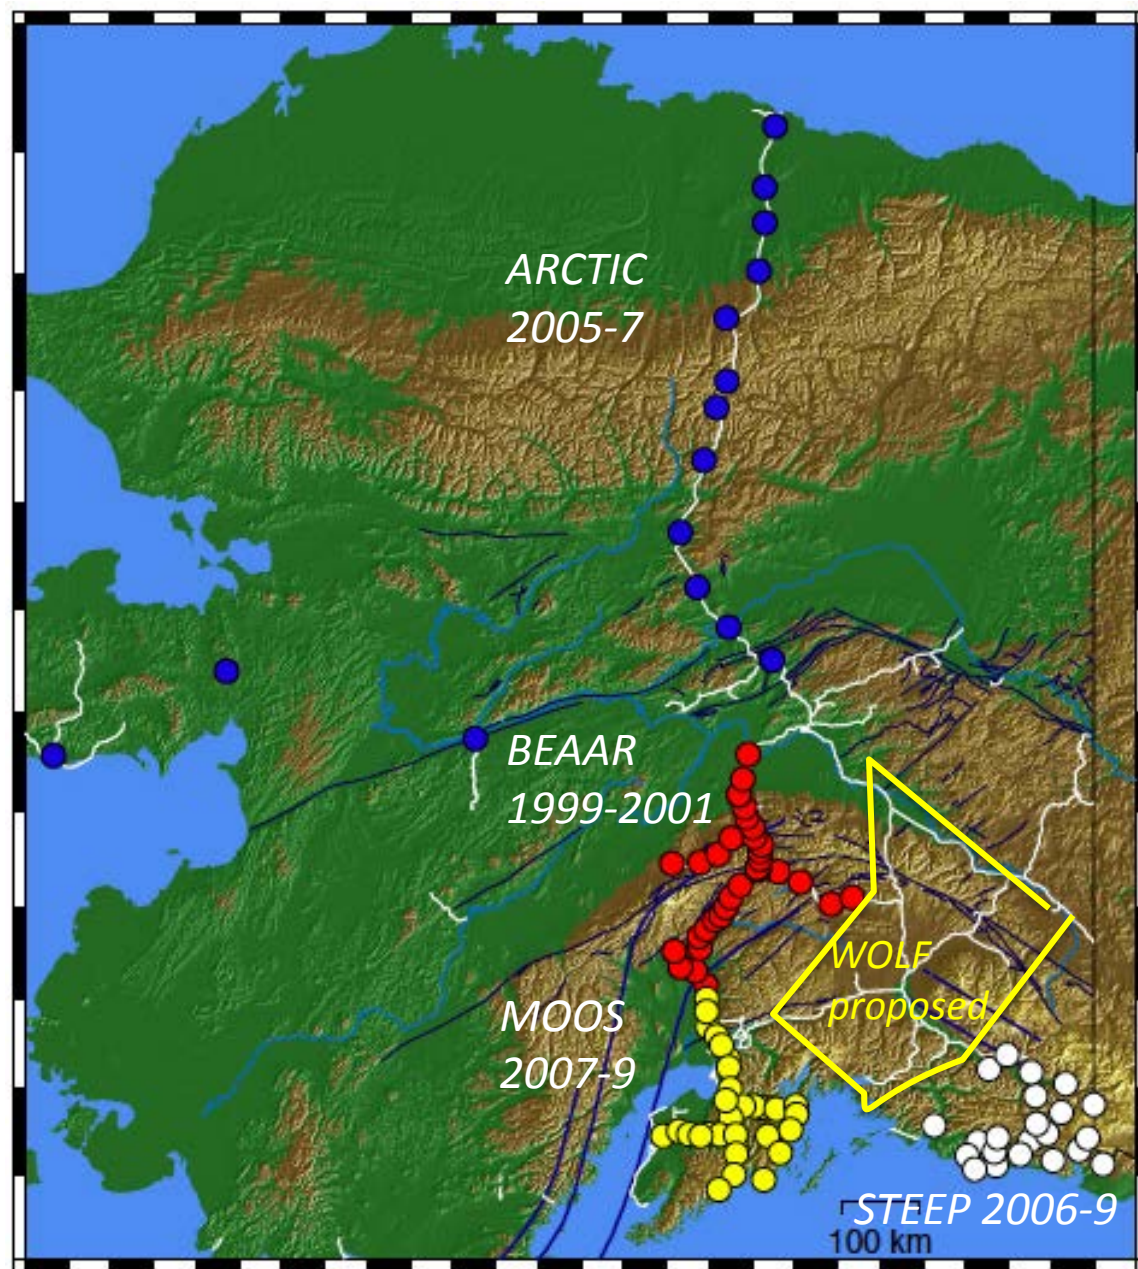 ARCTIC
2005-7
BEAAR
1999-2001
WOLF
proposed
MOOS
2007-9
STEEP 2006-9
100 km